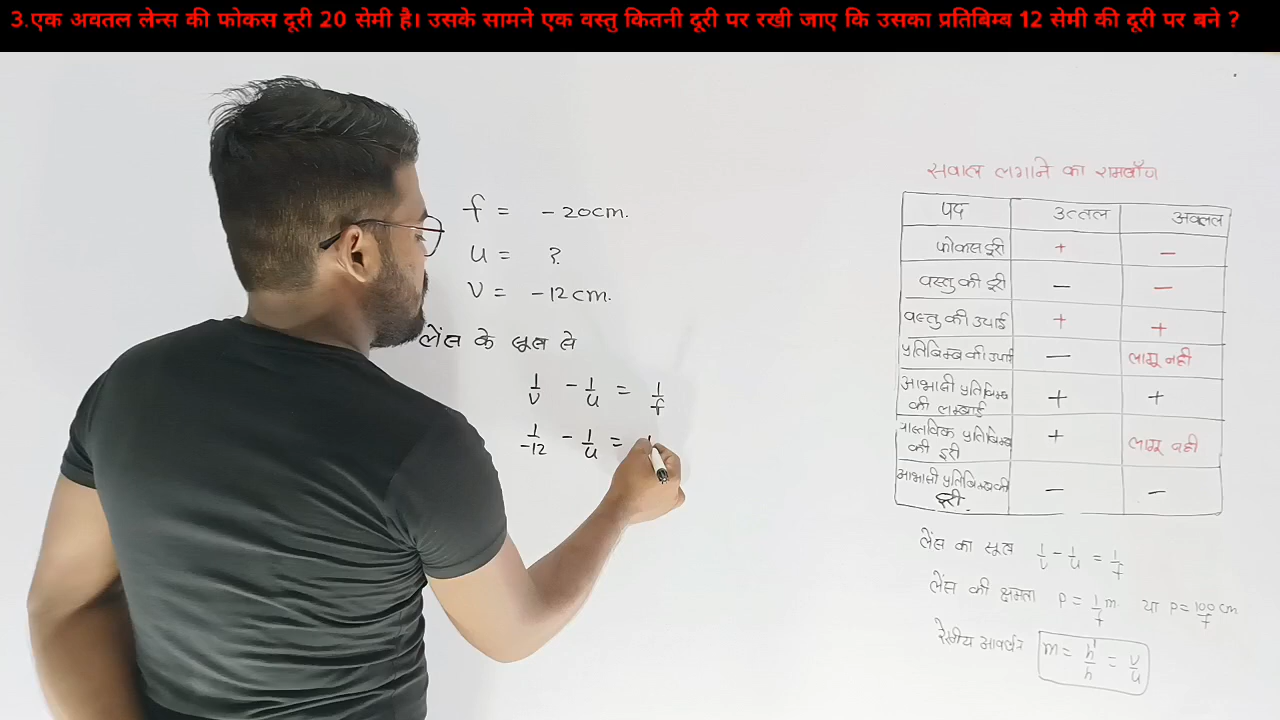 3.एक अवतल लेन्स की फोकस दूरी 20 सेमी है। उसके सामने एक वस्तु कितनी दूरी पर रखी जाए कि उसका प्रतिबिम्ब 12 सेमी की दूरी पर बने ?
f = -20cm.
u = ?
v = -12cm.
लेंस के सूत्र से
1/v - 1/u = 1/f
1/-12 - 1/u =
सवाल लगाने का रामबाँण
पद उत्तल अवतल
फोकस दूरी + -
वस्तु की दूरी - -
वस्तु की उचाई + +
प्रतिबिम्ब की उचाई - लागू नही
आभासी प्रतिबिम्ब
की लम्बाई + +
वास्तविक प्रतिबिम्ब
की दूरी + लागू नही
आभासी प्रतिबिम्ब की
दूरी. - -
लेंस का सूत्र 1/v - 1/u = 1/f
लेंस की क्षमता P = 1/f m या P = 100/f cm
रेखीय आवर्धन m = h'/h = v/u